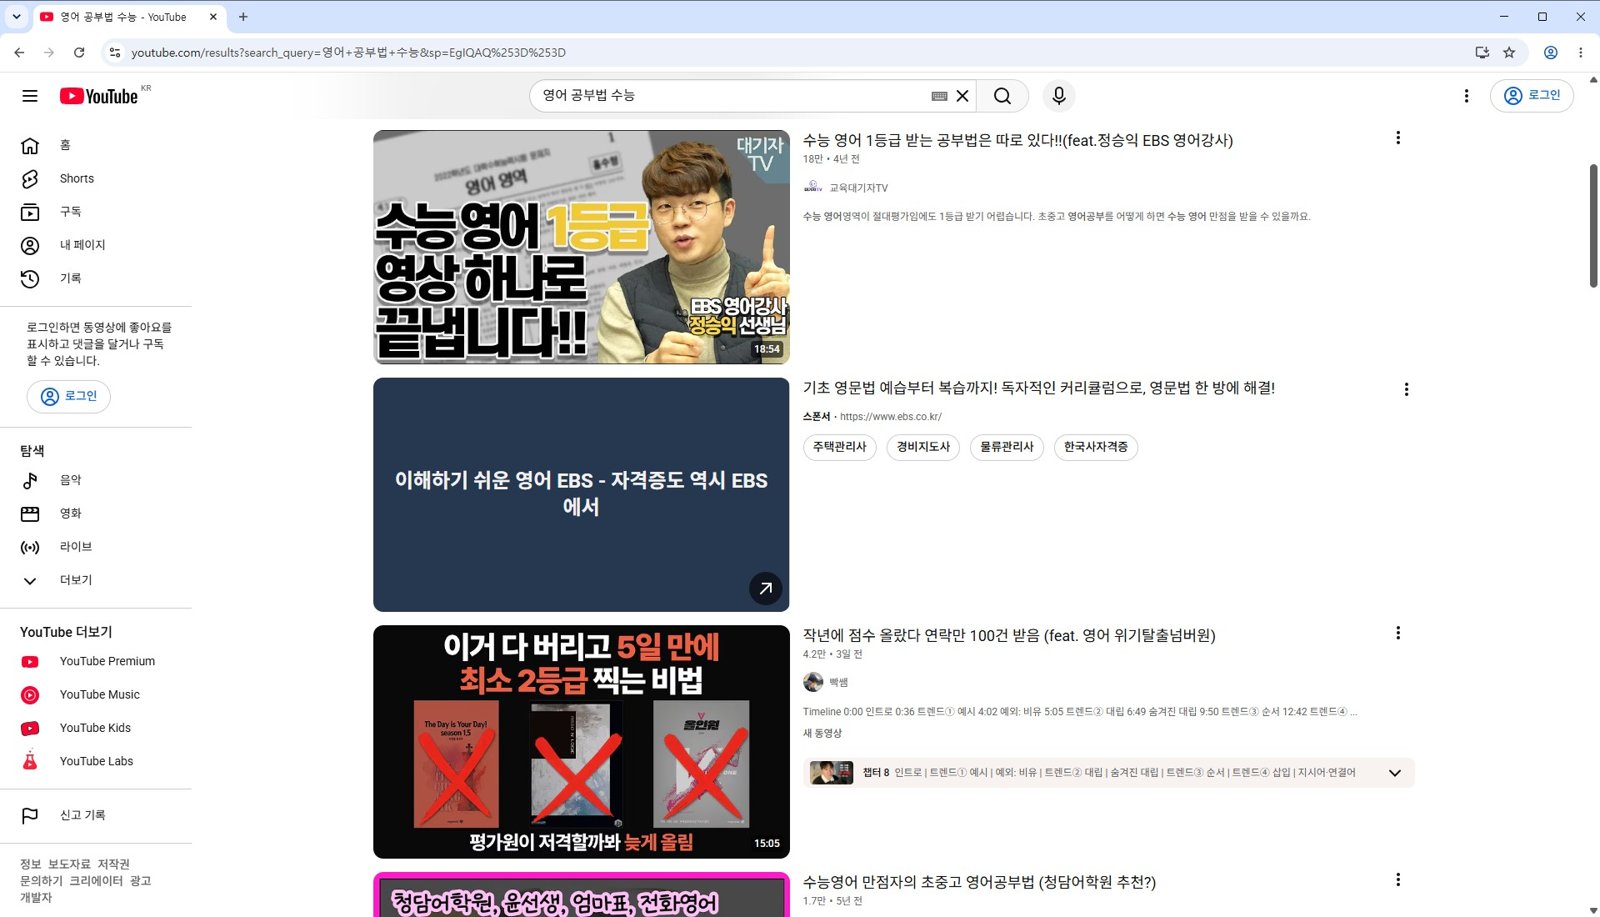 영어 공부법 수능 - YouTube
youtube.com/results?search_query=영어+공부법+수능&sp=EgIQAQ%253D%253D
YouTube KR
영어 공부법 수능
로그인
홈
Shorts
구독
내 페이지
기록
로그인하면 동영상에 좋아요를
표시하고 댓글을 달거나 구독
할 수 있습니다.
로그인
탐색
음악
영화
라이브
더보기
YouTube 더보기
YouTube Premium
YouTube Music
YouTube Kids
YouTube Labs
신고 기록
정보 보도자료 저작권
문의하기 크리에이터 광고
개발자
대기자
TV
영어 영역
홀수형
수능 영어 1등급
영상 하나로
끝냅니다!!
EBS 영어강사
정승익 선생님
18:54
수능 영어 1등급 받는 공부법은 따로 있다!!(feat.정승익 EBS 영어강사)
18만 • 4년 전
교육대기자TV
수능 영어영역이 절대평가임에도 1등급 받기 어렵습니다. 초중고 영어공부를 어떻게 하면 수능 영어 만점을 받을 수 있을까요.
이해하기 쉬운 영어 EBS - 자격증도 역시 EBS
에서
기초 영문법 예습부터 복습까지! 독자적인 커리큘럼으로, 영문법 한 방에 해결!
스폰서 · https://www.ebs.co.kr/
주택관리사
경비지도사
물류관리사
한국사자격증
이거 다 버리고 5일 만에
최소 2등급 찍는 비법
The Day is Your Day!
season 1.5
올인원
평가원이 저격할까봐 늦게 올림
15:05
작년에 점수 올랐다 연락만 100건 받음 (feat. 영어 위기탈출넘버원)
4.2만 • 3일 전
빡쌤
Timeline 0:00 인트로 0:36 트렌드① 예시 4:02 예외: 비유 5:05 트렌드② 대립 6:49 숨겨진 대립 9:50 트렌드③ 순서 12:42 트렌드④ ...
새 동영상
챕터 8 인트로 | 트렌드① 예시 | 예외: 비유 | 트렌드② 대립 | 숨겨진 대립 | 트렌드③ 순서 | 트렌드④ 삽입 | 지시어·연결어
청담어학원, 윤선생, 엄마표, 전화영어
수능영어 만점자의 초중고 영어공부법 (청담어학원 추천?)
1.7만 • 5년 전